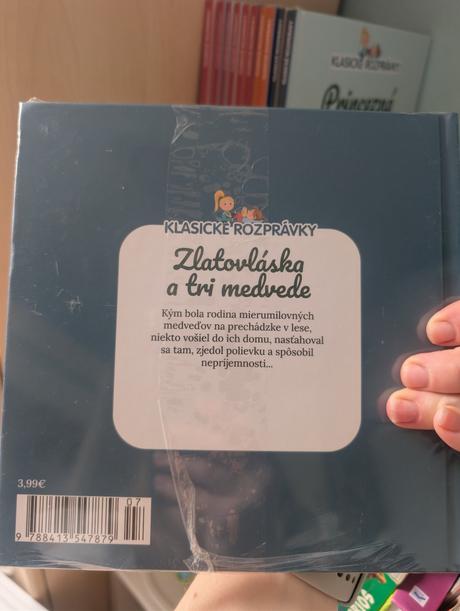 KLASICKÉ ROZPRÁVKY
Princezná
KLASICKÉ ROZPRÁVKY
Zlatovláska
a tri medvede
Kým bola rodina mierumilovných
medveďov na prechádzke v lese,
niekto vošiel do ich domu, nasťahoval
sa tam, zjedol polievku a spôsobil
nepríjemnosti...
3,99€
07
9 788413 547879